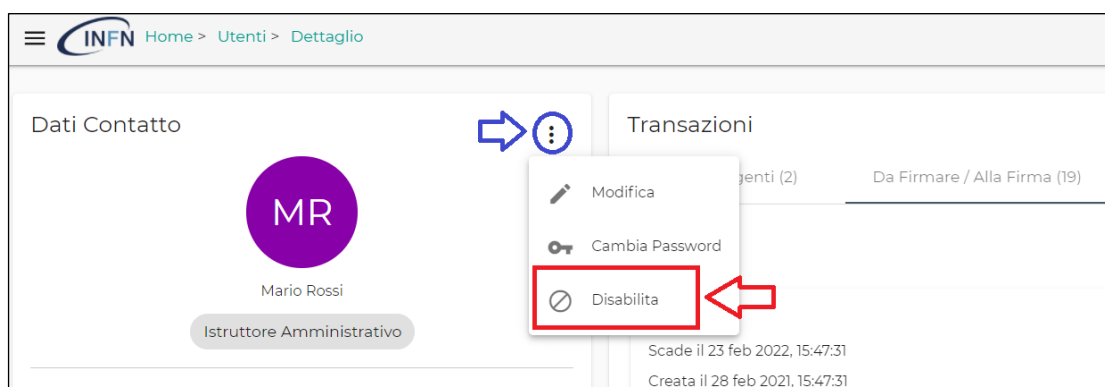 INFN Home > Utenti > Dettaglio
Dati Contatto
MR
Mario Rossi
Istruttore Amministrativo
Modifica
Cambia Password
Disabilita
Transazioni
genti (2)
Da Firmare / Alla Firma (19)
Scade il 23 feb 2022, 15:47:31
Creata il 28 feb 2021, 15:47:31